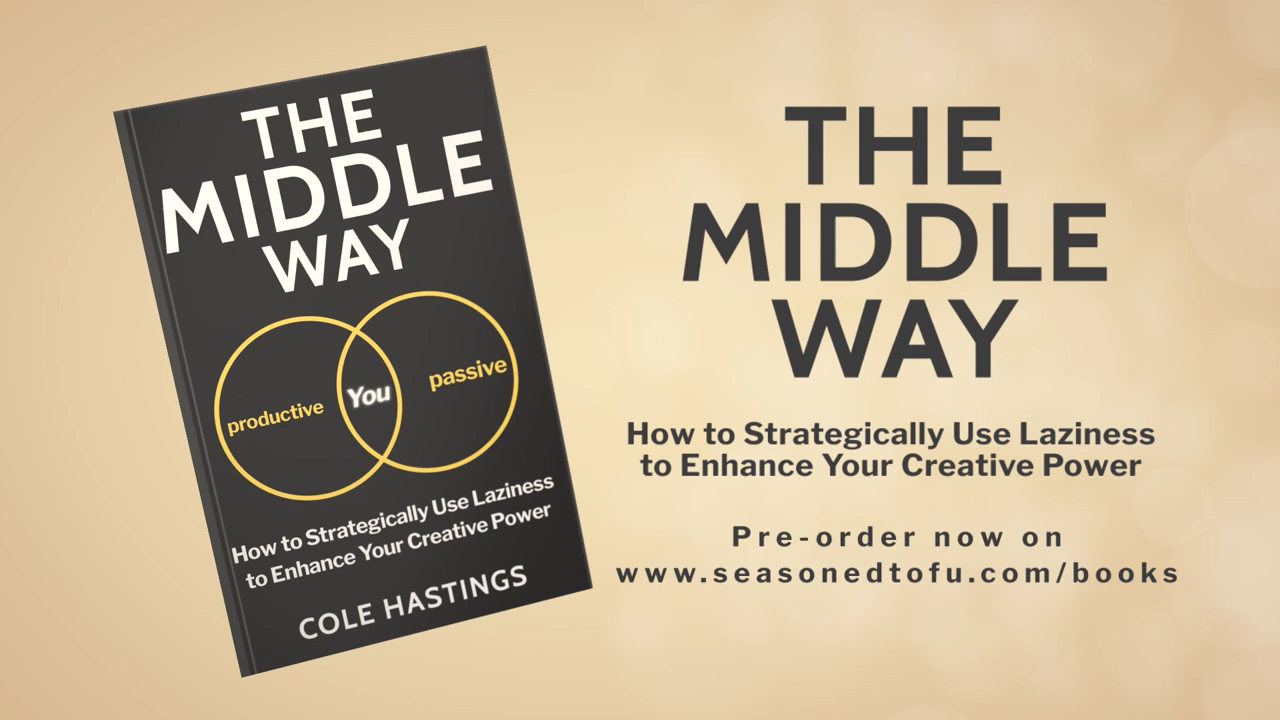 THE
MIDDLE
WAY
productive
You
passive
How to Strategically Use Laziness
to Enhance Your Creative Power
COLE HASTINGS
THE
MIDDLE
WAY
How to Strategically Use Laziness
to Enhance Your Creative Power
Pre-order now on
www.seasonedtofu.com/books